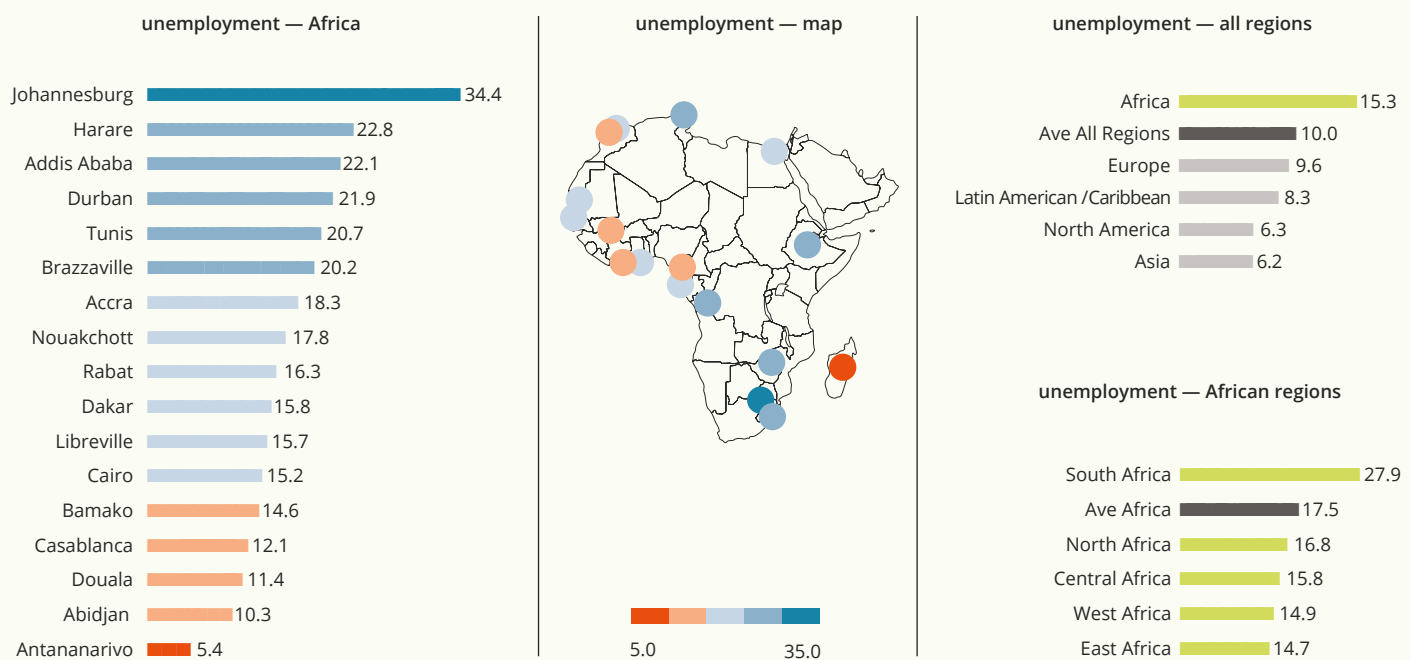 unemployment — Africa
Johannesburg 34.4
Harare 22.8
Addis Ababa 22.1
Durban 21.9
Tunis 20.7
Brazzaville 20.2
Accra 18.3
Nouakchott 17.8
Rabat 16.3
Dakar 15.8
Libreville 15.7
Cairo 15.2
Bamako 14.6
Casablanca 12.1
Douala 11.4
Abidjan 10.3
Antananarivo 5.4
unemployment — map
5.0 35.0
unemployment — all regions
Africa 15.3
Ave All Regions 10.0
Europe 9.6
Latin American /Caribbean 8.3
North America 6.3
Asia 6.2
unemployment — African regions
South Africa 27.9
Ave Africa 17.5
North Africa 16.8
Central Africa 15.8
West Africa 14.9
East Africa 14.7